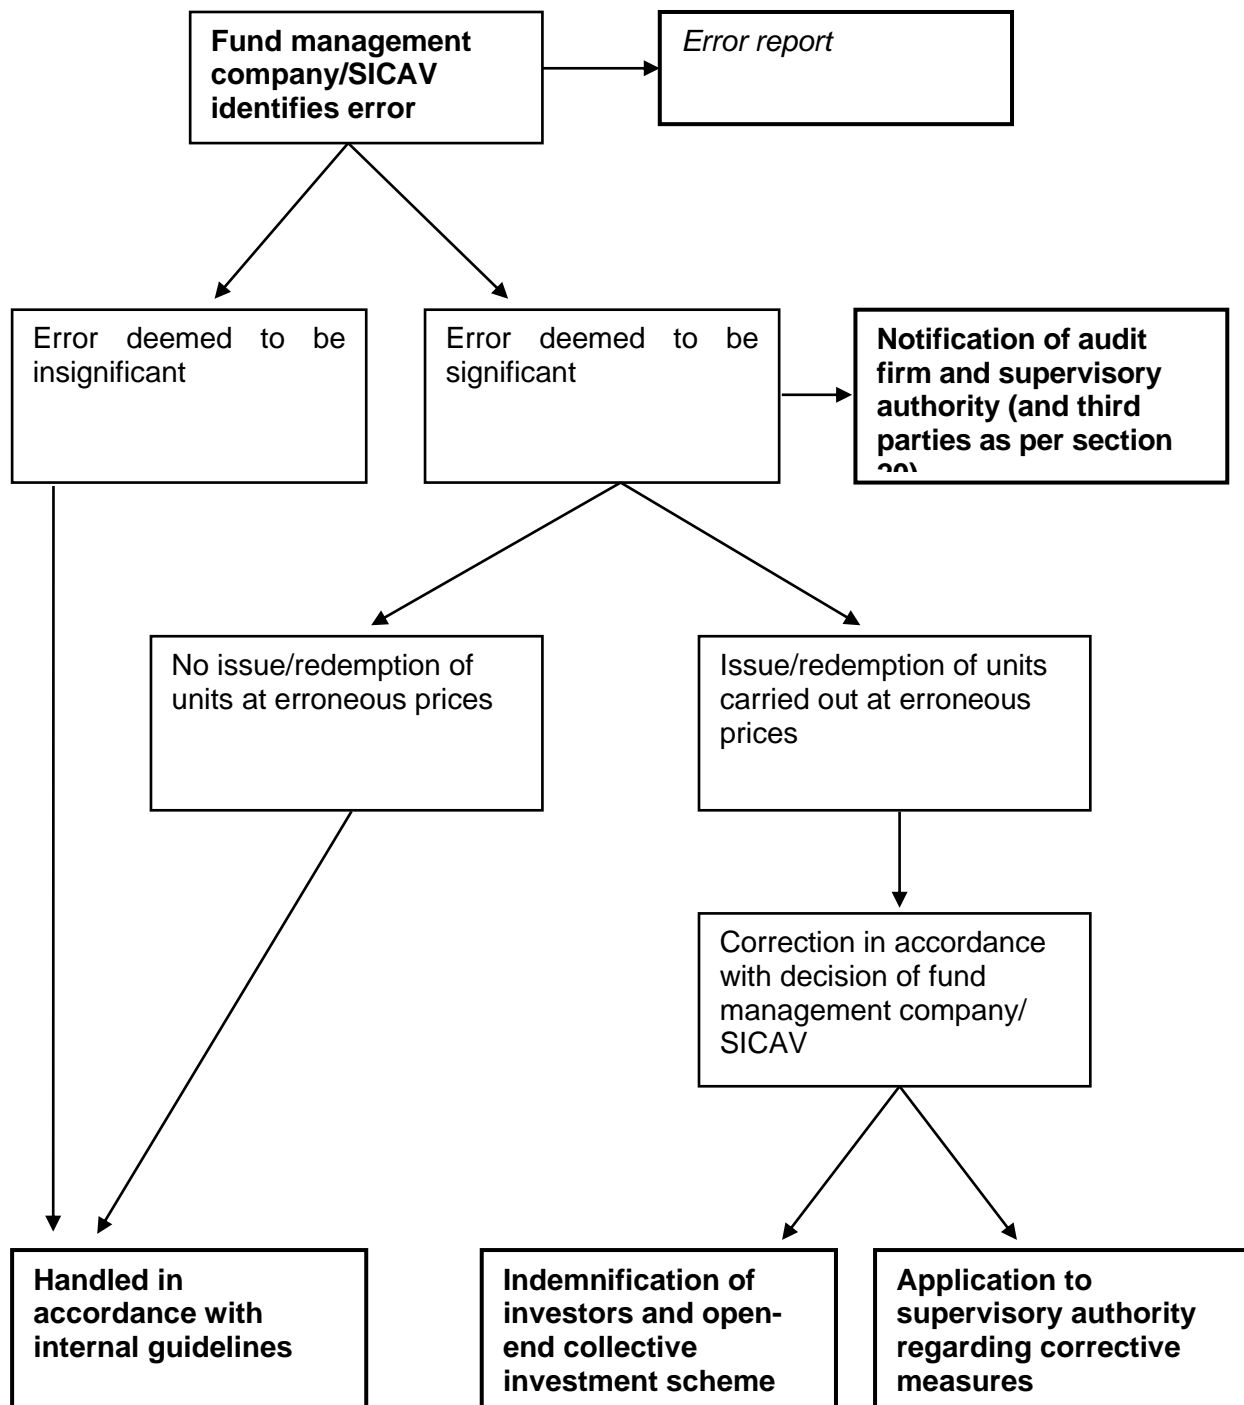 Fund management
company/SICAV
identifies error
Error report
Error deemed to be
insignificant
Error deemed to be
significant
Notification of audit
firm and supervisory
authority (and third
parties as per section
No issue/redemption of
units at erroneous prices
Issue/redemption of units
carried out at erroneous
prices
Correction in accordance
with decision of fund
management company/
SICAV
Handled in
accordance with
internal guidelines
Indemnification of
investors and open-
end collective
investment scheme
Application to
supervisory authority
regarding corrective
measures